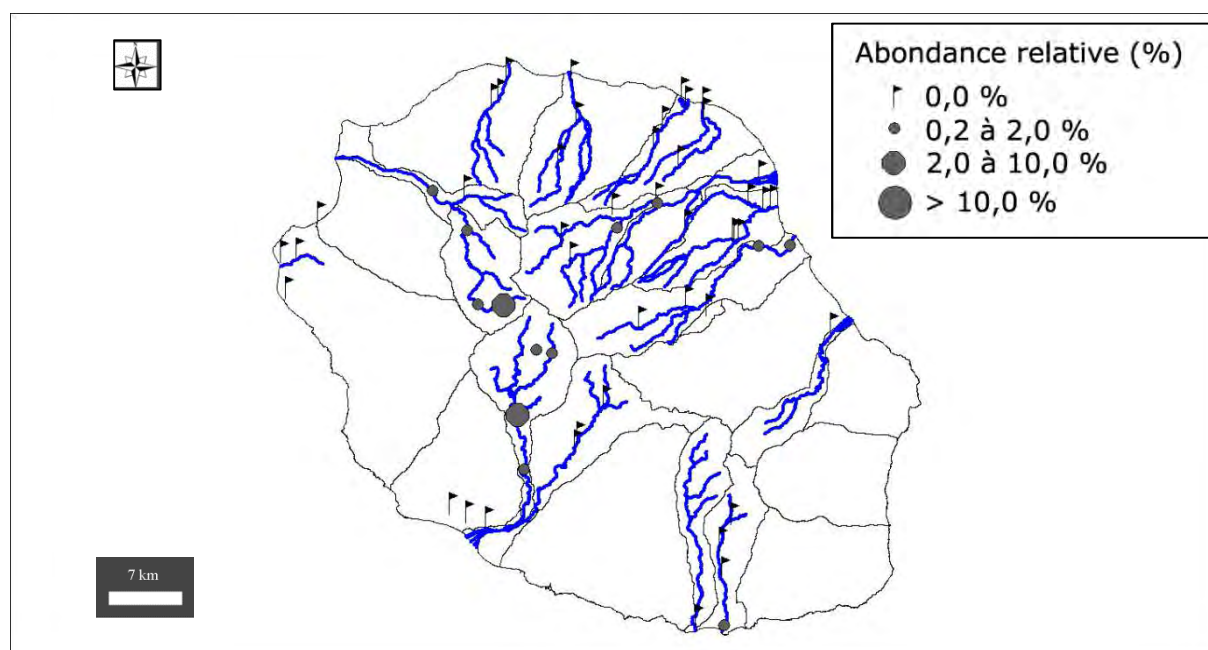 Abondance relative (%)
0,0 %
0,2 à 2,0 %
2,0 à 10,0 %
> 10,0 %
7 km